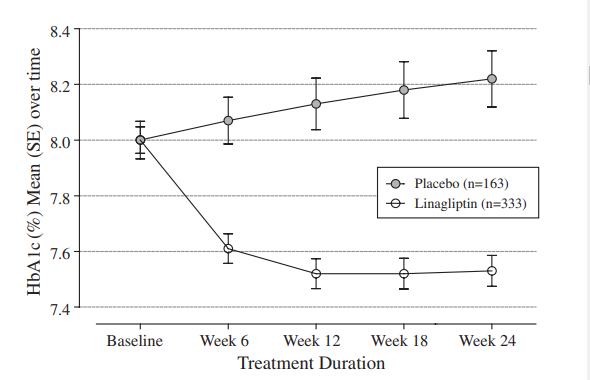 HbA1c (%) Mean (SE) over time
8.4
8.2
8.0
7.8
7.6
7.4
Placebo (n=163)
Linagliptin (n=333)
Baseline Week 6 Week 12 Week 18 Week 24
Treatment Duration